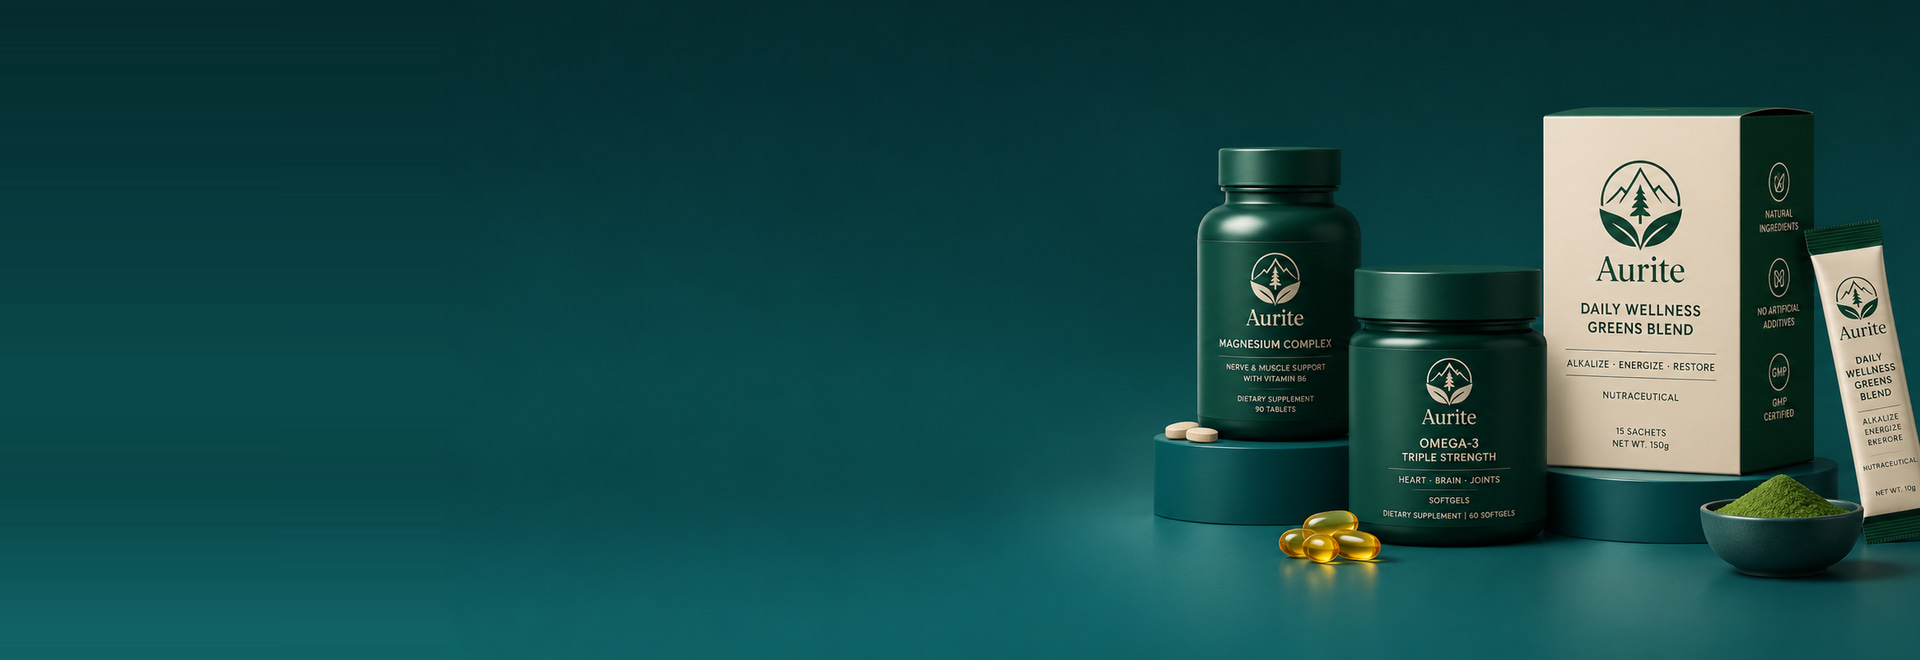 Aurite
MAGNESIUM COMPLEX
NERVE & MUSCLE SUPPORT
WITH VITAMIN B6
DIETARY SUPPLEMENT
90 TABLETS
Aurite
OMEGA-3
TRIPLE STRENGTH
HEART · BRAIN · JOINTS
SOFTGELS
DIETARY SUPPLEMENT | 60 SOFTGELS
Aurite
DAILY WELLNESS
GREENS BLEND
ALKALIZE · ENERGIZE · RESTORE
NUTRACEUTICAL
15 SACHETS
NET WT. 150g
NATURAL
INGREDIENTS
NO ARTIFICIAL
ADDITIVES
GMP
GMP
CERTIFIED
Aurite
DAILY
WELLNESS
GREENS
BLEND
ALKALIZE
ENERGIZE
NUTRACEUTICAL
NET WT. 10g